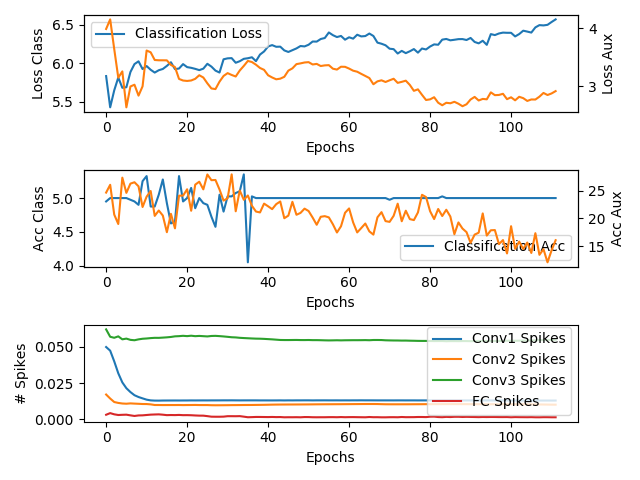 Classification Loss
Loss Class
6.5
6.0
5.5
4
3
Loss Aux
0 20 40 60 80 100
Epochs
Acc Class
5.0
4.5
4.0
25
20
15
Acc Aux
Classification Acc
0 20 40 60 80 100
Epochs
# Spikes
0.050
0.025
0.000
Conv1 Spikes
Conv2 Spikes
Conv3 Spikes
FC Spikes
0 20 40 60 80 100
Epochs